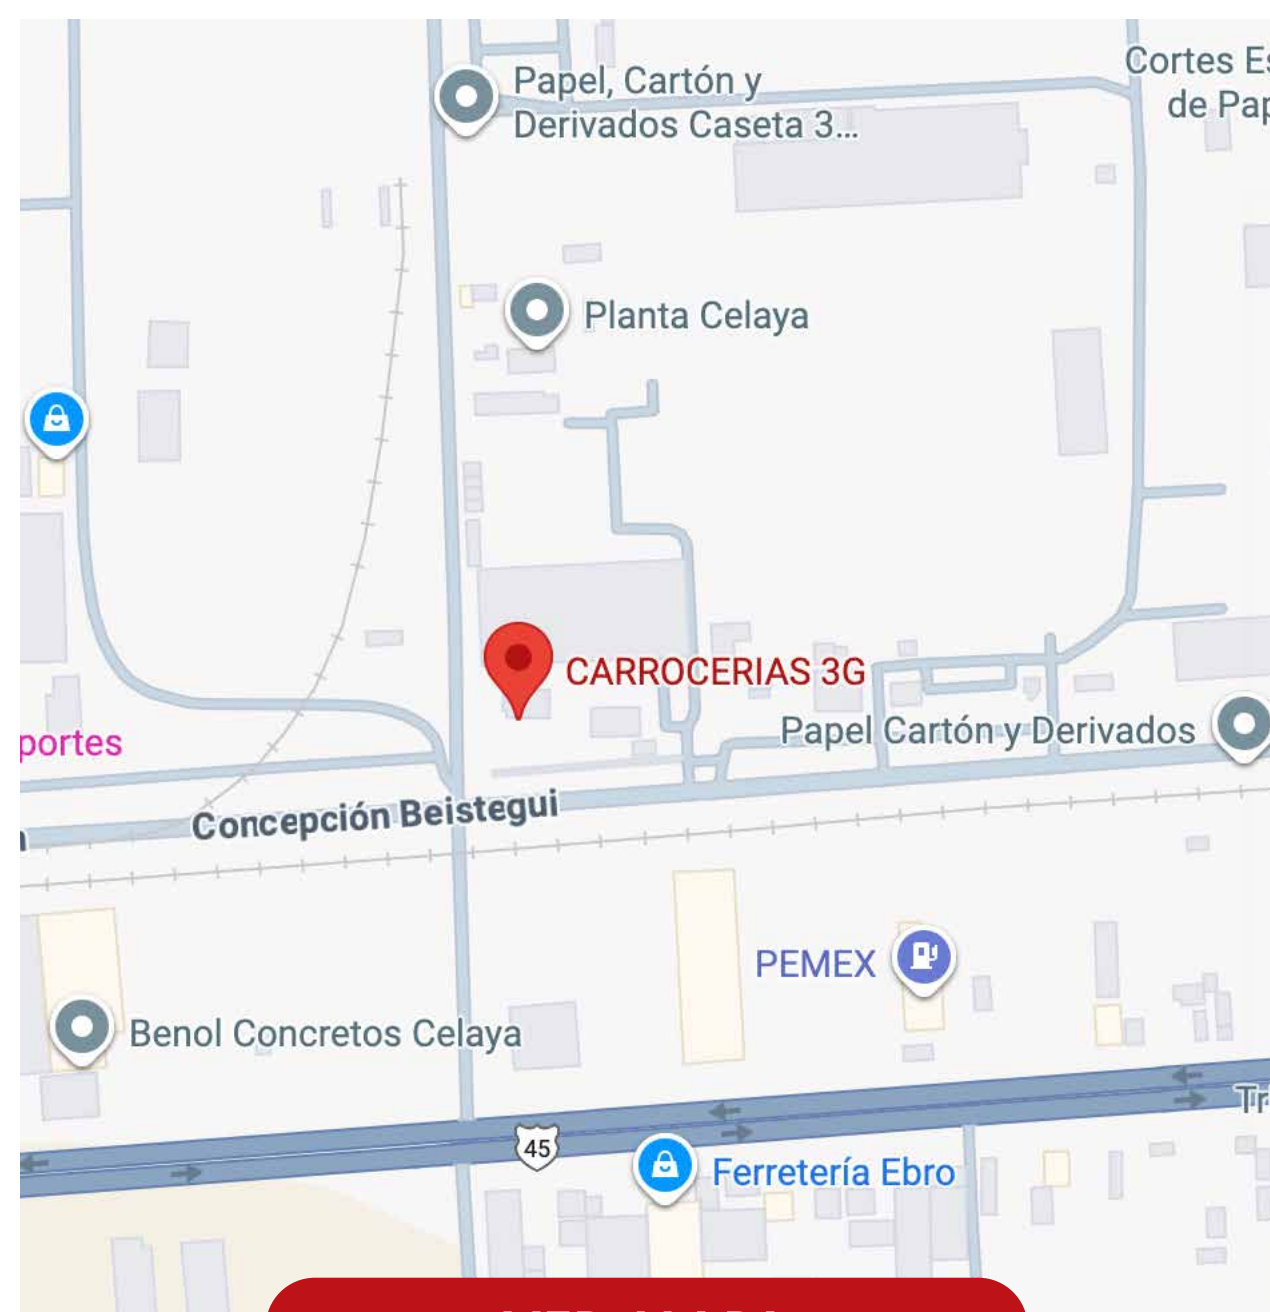 Papel, Cartón y
Derivados Caseta 3...
Cortes Es
de Pap
Planta Celaya
CARROCERIAS 3G
portes
Papel Cartón y Derivados
Concepción Beistegui
PEMEX
Benol Concretos Celaya
45
Tr
Ferretería Ebro